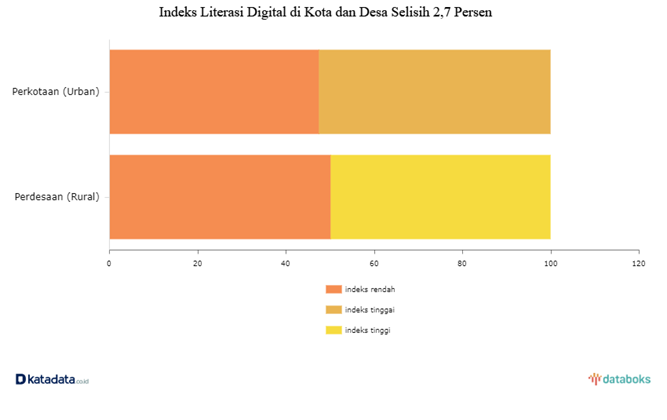 Indeks Literasi Digital di Kota dan Desa Selisih 2,7 Persen
Perkotaan (Urban)
Perdesaan (Rural)
0 20 40 60 80 100 120
indeks rendah
indeks tinggai
indeks tinggi
D katadata.co.id
databoks